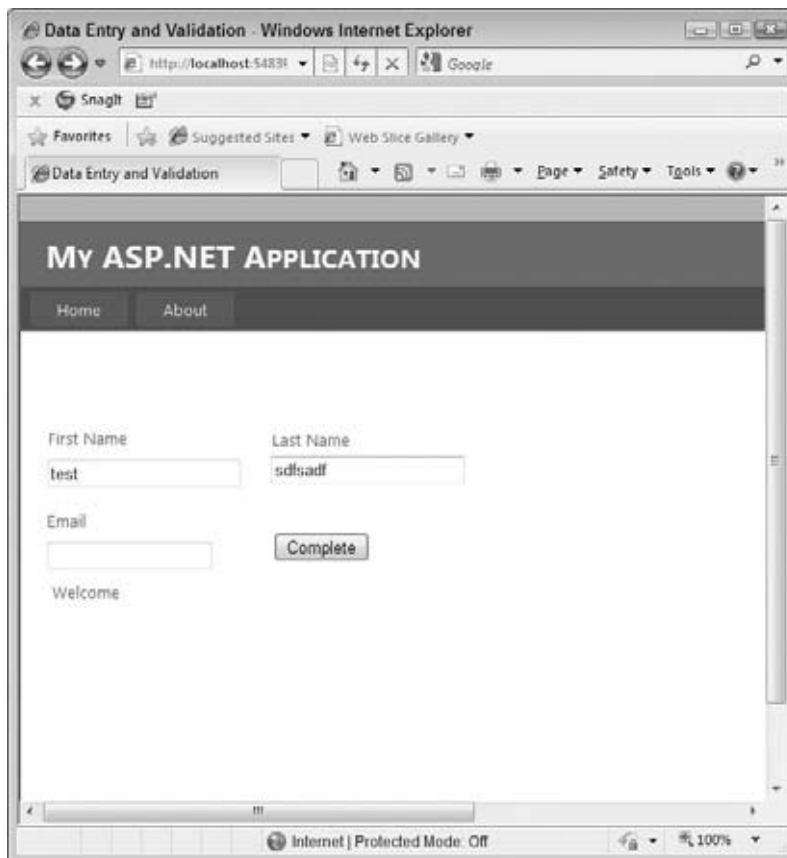 Data Entry and Validation - Windows Internet Explorer
http://localhost:5483
Google
x SnagIt
Favorites Suggested Sites Web Slice Gallery
Data Entry and Validation Page Safety Tools
MY ASP.NET APPLICATION
Home About
First Name Last Name
test sdfsadf
Email
Complete
Welcome
Internet | Protected Mode: Off 100%